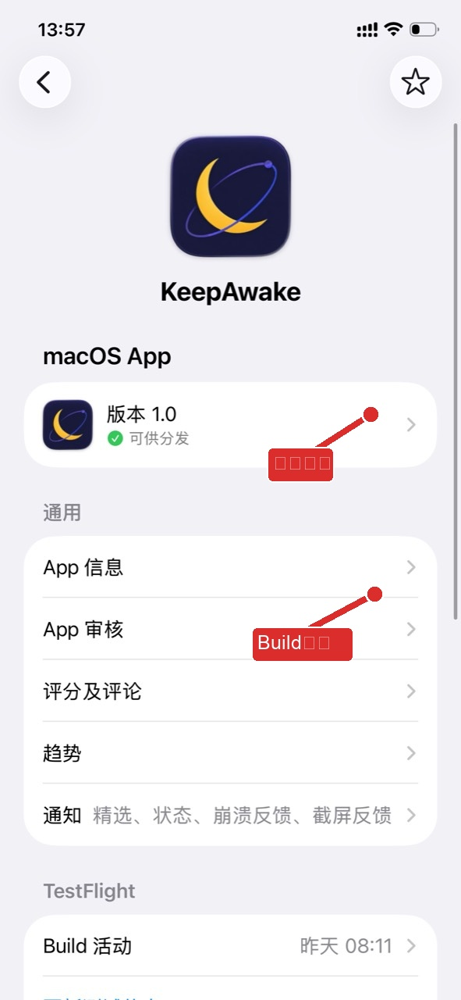 13:57
KeepAwake
macOS App
版本 1.0
可供分发
通用
App 信息
App 审核
Build
评分及评论
趋势
通知 精选、状态、崩溃反馈、截屏反馈
TestFlight
Build 活动 昨天 08:11